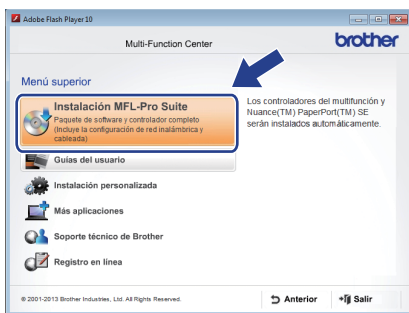 Adobe Flash Player 10
Multi-Function Center
brother
Menú superior
Instalación MFL-Pro Suite
Paquete de software y controlador completo
(Incluye la configuración de red inalámbrica y
cableada)
Los controladores del multifunción y
Nuance(TM) PaperPort(TM) SE
serán instalados automáticamente.
Guías del usuario
Instalación personalizada
Más aplicaciones
Soporte técnico de Brother
Registro en línea
© 2001-2013 Brother Industries, Ltd. All Rights Reserved.
Anterior
Salir